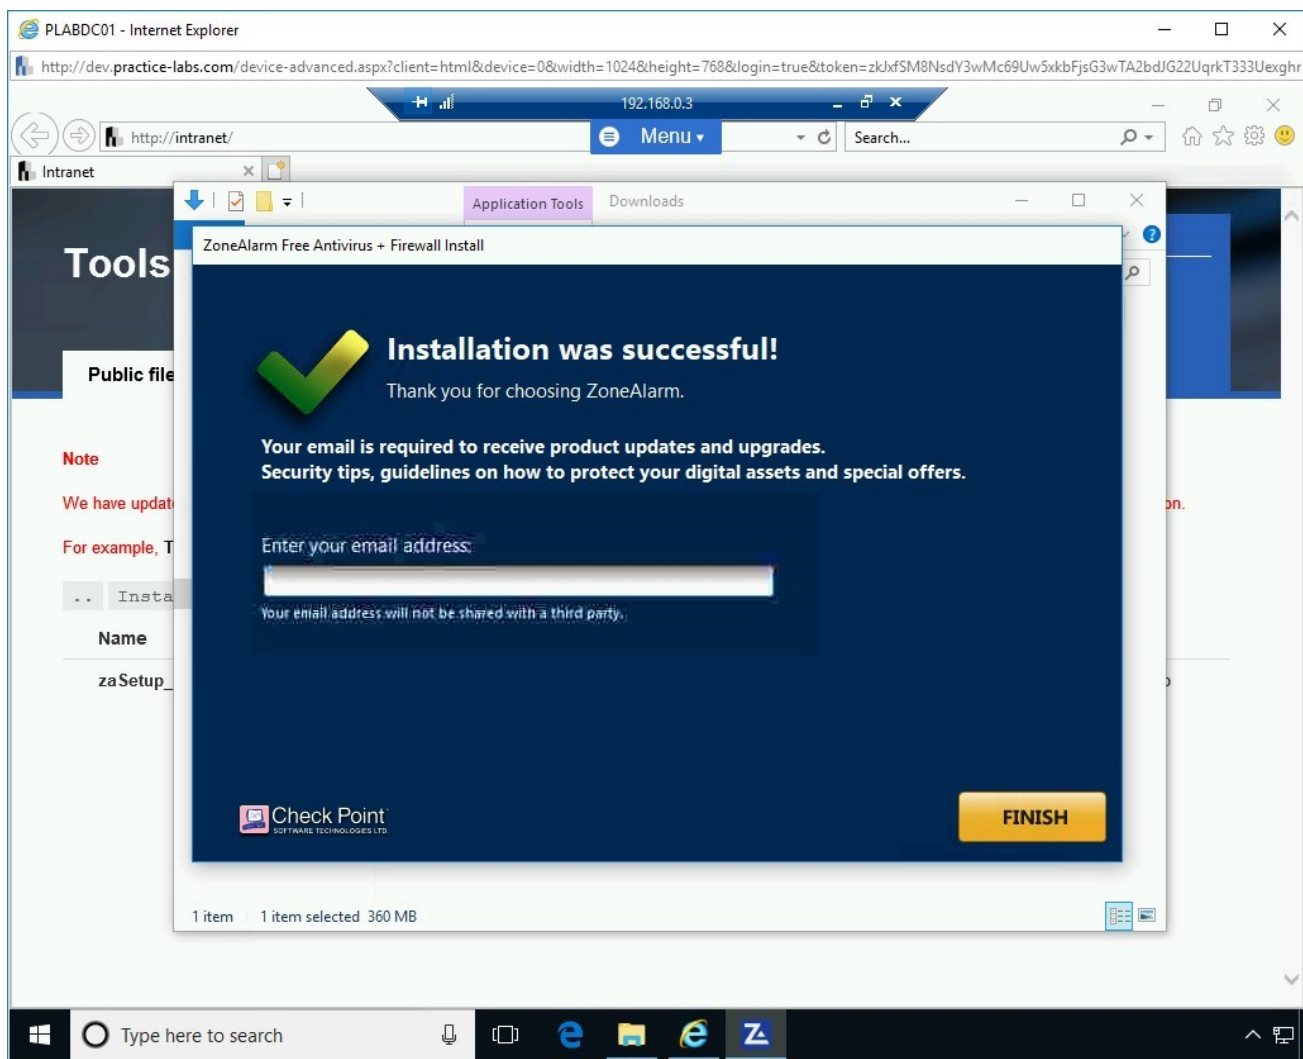 PLABDC01 - Internet Explorer
http://dev.practice-labs.com/device-advanced.aspx?client=html&device=0&width=1024&height=768&login=true&token=zkJxfSM8NsdY3wMc69Uw5xkbFjsG3wTA2bdJG22UqrkT333Uexghr
192.168.0.3
http://intranet/
Menu
Search...
Intranet
Application Tools
Downloads
ZoneAlarm Free Antivirus + Firewall Install
Tools
Installation was successful!
Thank you for choosing ZoneAlarm.
Public file
Your email is required to receive product updates and upgrades.
Security tips, guidelines on how to protect your digital assets and special offers.
Note
We have updat
on.
For example, T
Enter your email address:
.. Insta
Your email address will not be shared with a third party.
Name
zaSetup_
Check Point
SOFTWARE TECHNOLOGIES LTD.
FINISH
1 item
1 item selected 360 MB
Type here to search